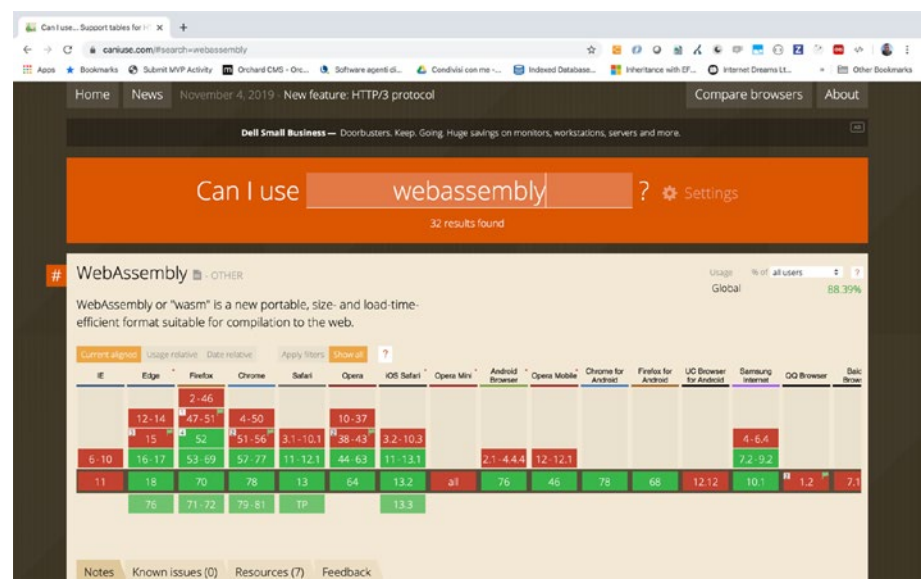 Can I use... Support tables for H
caniuse.com/#search=webassembly
Apps Bookmarks Submit MVP Activity Orchard CMS - Orc... Software agenti di... Condivisi con me -... Indexed Database... Inheritance with EF... Internet Dreams Lt... » Other Bookmarks
Home News November 4, 2019 - New feature: HTTP/3 protocol Compare browsers About
Dell Small Business — Doorbusters. Keep. Going. Huge savings on monitors, workstations, servers and more.
Can I use webassembly ? Settings
32 results found
# WebAssembly - OTHER
Usage % of all users ?
Global 88.39%
WebAssembly or "wasm" is a new portable, size- and load-time-
efficient format suitable for compilation to the web.
Current aligned Usage relative Date relative Apply filters Show all ?
IE Edge Firefox Chrome Safari Opera iOS Safari Opera Mini Android Browser Opera Mobile Chrome for Android Firefox for Android UC Browser for Android Samsung Internet QQ Browser
2-46
12-14 47-51 4-50 10-37
15 52 51-56 3.1-10.1 38-43 3.2-10.3 4-6.4
6-10 16-17 53-69 57-77 11-12.1 44-63 11-13.1 2.1-4.4.4 12-12.1 7.2-9.2
11 18 70 78 13 64 13.2 all 76 46 78 68 12.12 10.1 1.2 7.1
76 71-72 79-81 TP 13.3
Notes Known issues (0) Resources (7) Feedback